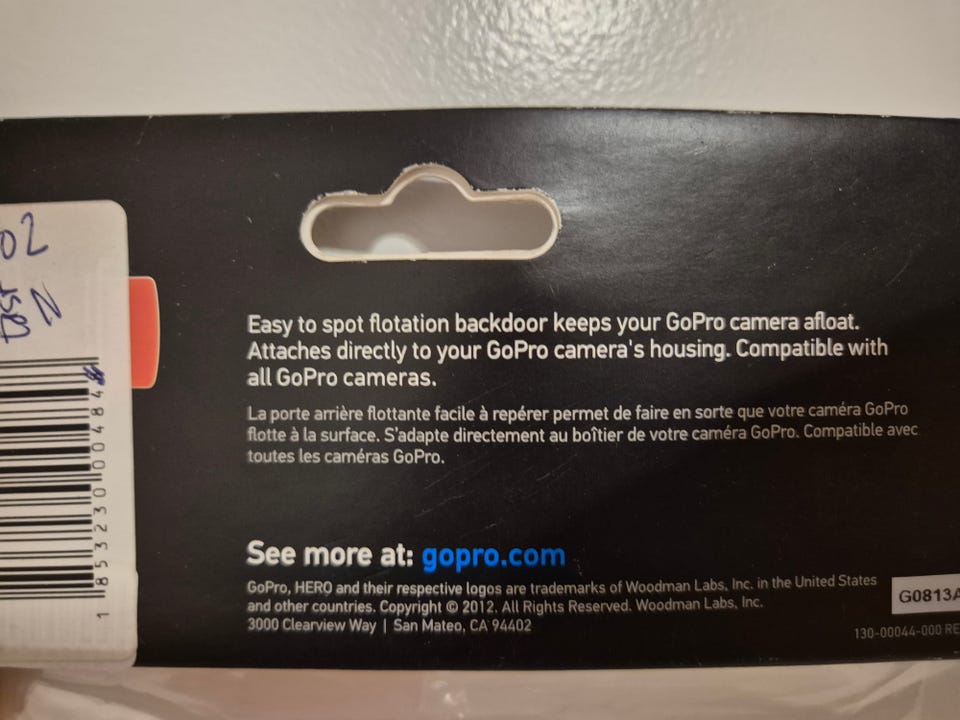 02
N
1 85323000484
Easy to spot flotation backdoor keeps your GoPro camera afloat.
Attaches directly to your GoPro camera's housing. Compatible with
all GoPro cameras.
La porte arrière flottante facile à repérer permet de faire en sorte que votre caméra GoPro
flotte à la surface. S'adapte directement au boîtier de votre caméra GoPro. Compatible avec
toutes les caméras GoPro.
See more at: gopro.com
GoPro, HERO and their respective logos are trademarks of Woodman Labs, Inc. in the United States
and other countries. Copyright © 2012. All Rights Reserved. Woodman Labs, Inc.
3000 Clearview Way | San Mateo, CA 94402
G0813A
130-00044-000 RE